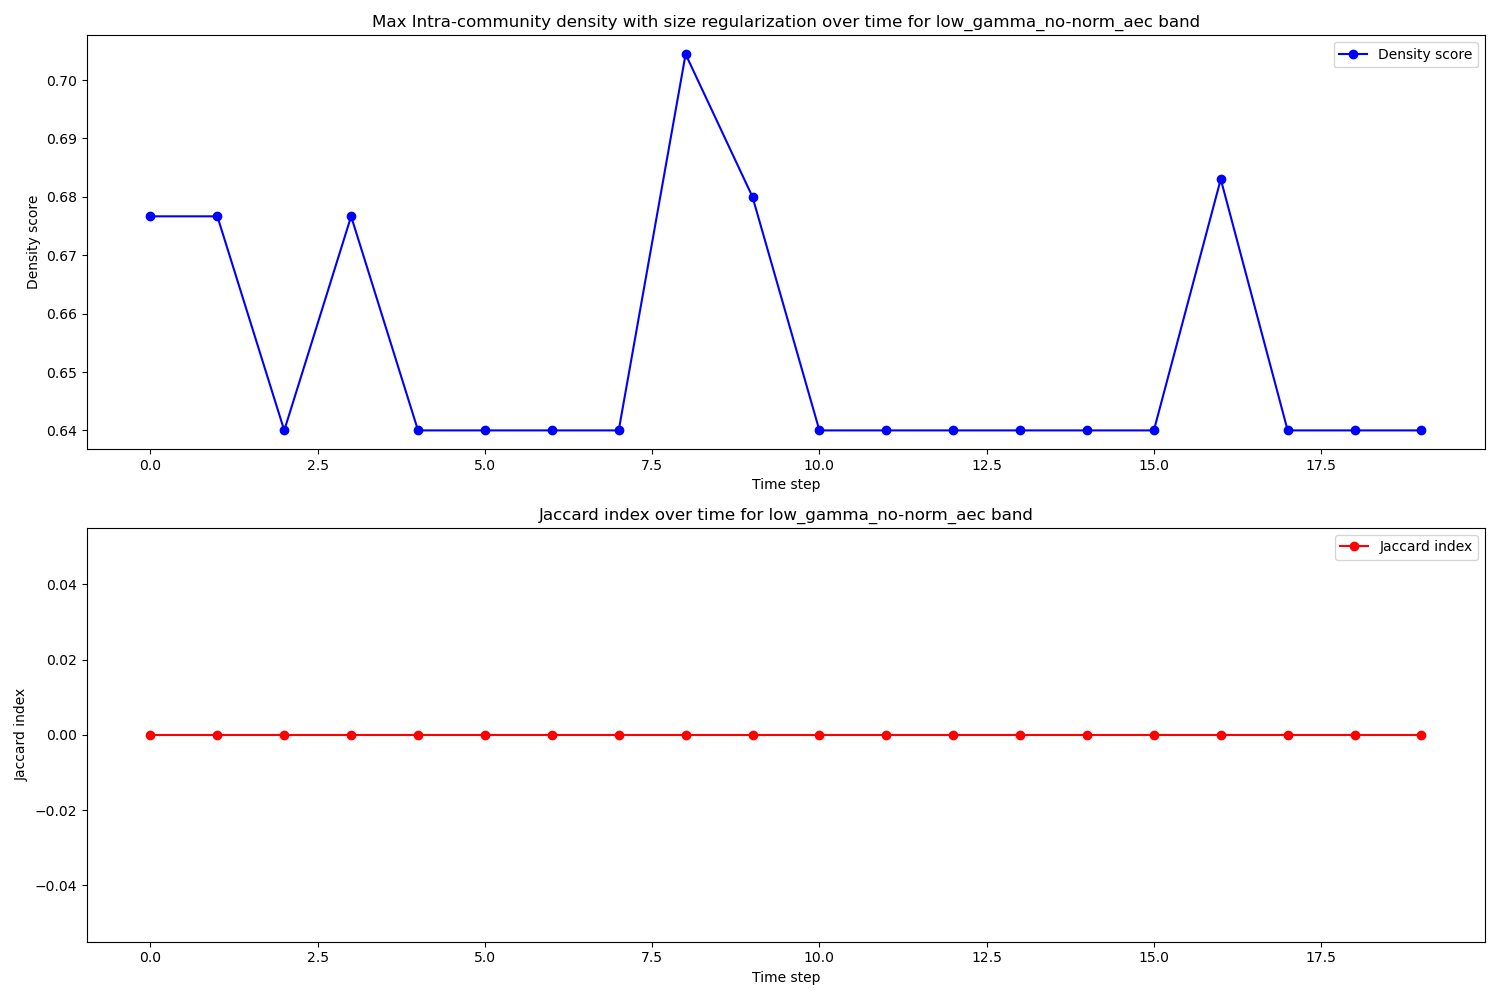 Max Intra-community density with size regularization over time for low_gamma_no-norm_aec band
Density score
0.70
0.69
0.68
0.67
0.66
0.65
0.64
Density score
0.0 2.5 5.0 7.5 10.0 12.5 15.0 17.5
Time step
Jaccard index over time for low_gamma_no-norm_aec band
Jaccard index
0.04
0.02
0.00
−0.02
−0.04
Jaccard index
0.0 2.5 5.0 7.5 10.0 12.5 15.0 17.5
Time step